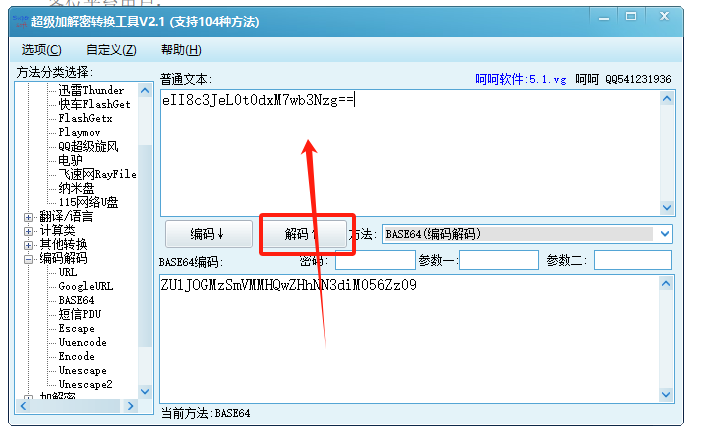 超级加解密转换工具V2.1 (支持104种方法)
选项(C) 自定义(Z) 帮助(H)
方法分类选择:
迅雷Thunder
快车FlashGet
FlashGetx
Playmov
QQ超级旋风
电驴
飞速网RayFile
纳米盘
115网络U盘
翻译/语言
计算类
其他转换
编码解码
URL
GoogleURL
BASE64
短信PDU
Escape
Uuencode
Encode
Unescape
Unescape2
加解密
普通文本: 呵呵软件:5.1.vg 呵呵 QQ541231936
eII8c3JeL0t0dxM7wb3Nzg==
编码↓ 解码↑ 方法: BASE64(编码解码)
BASE64编码: 密码: 参数一: 参数二:
ZUlJOGMzSmVMMHQwZHhNN3diM056Zz09
当前方法:BASE64